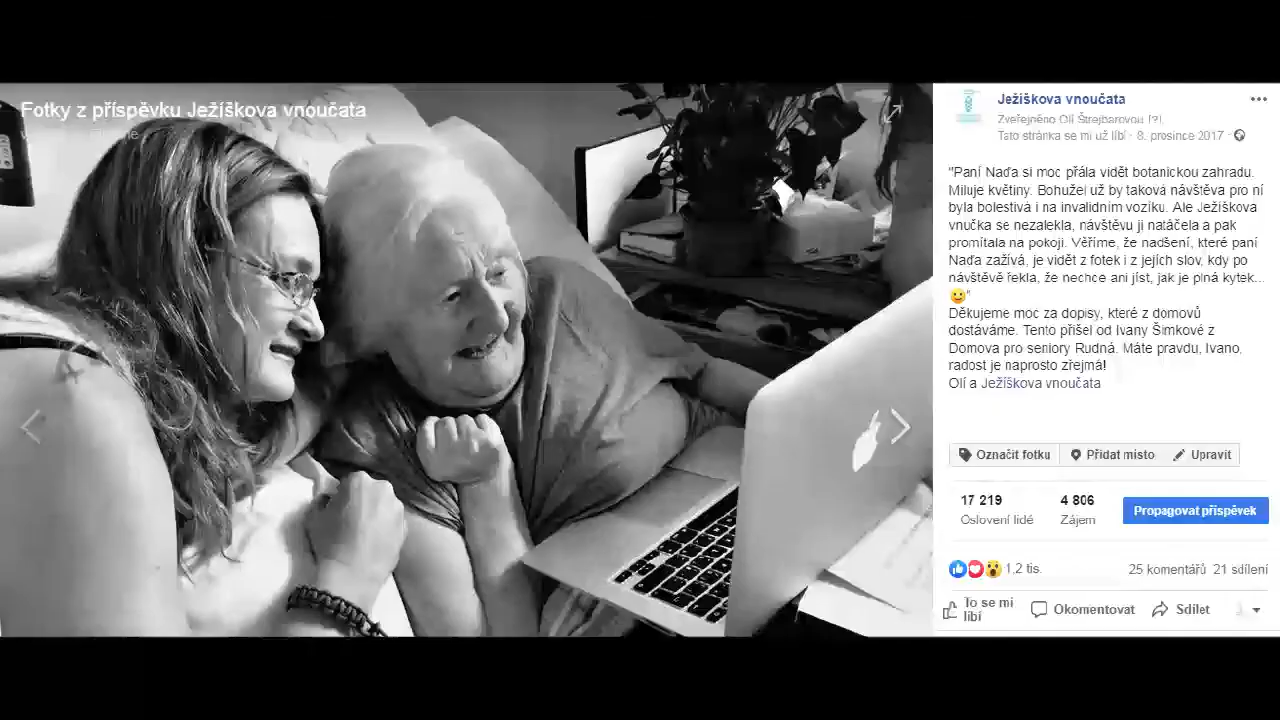 Fotky z příspěvku Ježíškova vnoučata
Ježíškova vnoučata
Zveřejněno Olí Štrejbarovou [?]
Tato stránka se mi už líbí · 8. prosince 2017 ·
"Paní Naďa si moc přála vidět botanickou zahradu.
Miluje květiny. Bohužel už by taková návštěva pro ní
byla bolestivá i na invalidním vozíku. Ale Ježíškova
vnučka se nezalekla, návštěvu jí natáčela a pak
promítala na pokoji. Věříme, že nadšení, které paní
Naďa zažívá, je vidět z fotek i z jejích slov, kdy po
návštěvě řekla, že nechce ani jíst, jak je plná kytek...
🙂"
Děkujeme moc za dopisy, které z domovů
dostáváme. Tento přišel od Ivany Šimkové z
Domova pro seniory Rudná. Máte pravdu, Ivano,
radost je naprosto zřejmá!
Olí a Ježíškova vnoučata
Označit fotku Přidat místo Upravit
17 219 4 806
Oslovení lidé Zájem
Propagovat příspěvek
1,2 tis. 25 komentářů 21 sdílení
To se mi líbí Okomentovat Sdílet